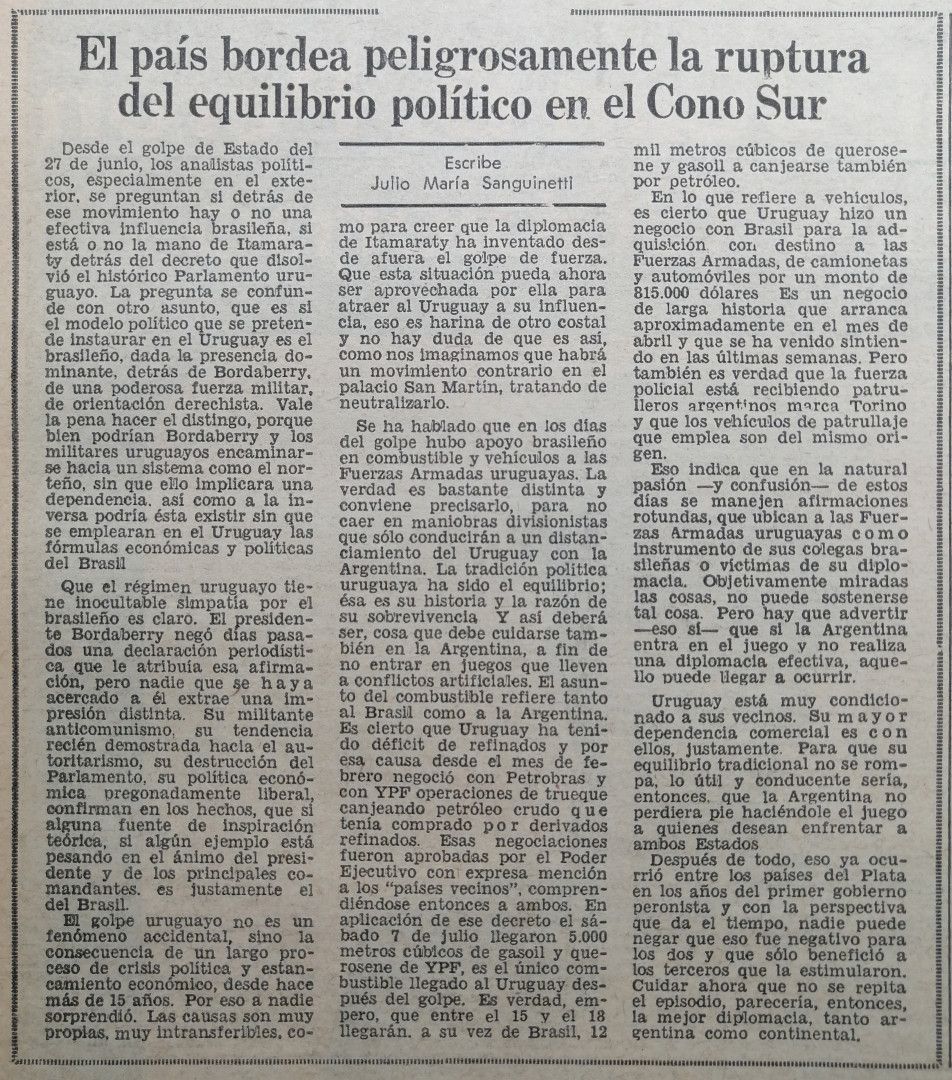 El país bordea peligrosamente la ruptura
del equilibrio político en el Cono Sur
Desde el golpe de Estado del
27 de junio, los analistas políti-
cos, especialmente en el exte-
rior, se preguntan si detrás de
ese movimiento hay o no una
efectiva influencia brasileña, si
está o no la mano de Itamara-
ty detrás del decreto que disol-
vió el histórico Parlamento uru-
guayo. La pregunta se confun-
de con otro asunto, que es si
el modelo político que se preten-
de instaurar en el Uruguay es el
brasileño, dada la presencia do-
minante, detrás de Bordaberry,
de una poderosa fuerza militar,
de orientación derechista. Vale
la pena hacer el distingo, porque
bien podrían Bordaberry y los
militares uruguayos encaminar-
se hacia un sistema como el nor-
teño, sin que ello implicara una
dependencia, así como a la in-
versa podría ésta existir sin que
se emplearan en el Uruguay las
fórmulas económicas y políticas
del Brasil
Que el régimen uruguayo tie-
ne inocultable simpatía por el
brasileño es claro. El presiden-
te Bordaberry negó días pasa-
dos una declaración periodísti-
ca que le atribuía esa afirma-
ción, pero nadie que se haya
acercado a él extrae una im-
presión distinta. Su militante
anticomunismo, su tendencia
recién demostrada hacia el au-
toritarismo, su destrucción del
Parlamento, su política econó-
mica pregonadamente liberal,
confirman en los hechos, que si
alguna fuente de inspiración
teórica, si algún ejemplo está
pesando en el ánimo del presi-
dente y de los principales co-
mandantes, es justamente el
del Brasil.
El golpe uruguayo no es un
fenómeno accidental, sino la
consecuencia de un largo pro-
ceso de crisis política y estan-
camiento económico, desde hace
más de 15 años. Por eso a nadie
sorprendió. Las causas son muy
propias, muy intransferibles, co-
Escribe
Julio María Sanguinetti
mo para creer que la diplomacia
de Itamaraty ha inventado des-
de afuera el golpe de fuerza.
Que esta situación pueda ahora
ser aprovechada por ella para
atraer al Uruguay a su influen-
cia, eso es harina de otro costal
y no hay duda de que es así,
como nos imaginamos que habrá
un movimiento contrario en el
palacio San Martín, tratando de
neutralizarlo.
Se ha hablado que en los días
del golpe hubo apoyo brasileño
en combustible y vehículos a las
Fuerzas Armadas uruguayas. La
verdad es bastante distinta y
conviene precisarlo, para no
caer en maniobras divisionistas
que sólo conducirán a un distan-
ciamiento del Uruguay con la
Argentina. La tradición política
uruguaya ha sido el equilibrio;
ésa es su historia y la razón de
su sobrevivencia Y así deberá
ser, cosa que debe cuidarse tam-
bién en la Argentina, a fin de
no entrar en juegos que lleven
a conflictos artificiales. El asun-
to del combustible refiere tanto
al Brasil como a la Argentina.
Es cierto que Uruguay ha teni-
do déficit de refinados y por
esa causa desde el mes de fe-
brero negoció con Petrobras y
con YPF operaciones de trueque
canjeando petróleo crudo que
tenía comprado por derivados
refinados. Esas negociaciones
fueron aprobadas por el Poder
Ejecutivo con expresa mención
a los "países vecinos", compren-
diéndose entonces a ambos. En
aplicación de ese decreto el sá-
bado 7 de julio llegaron 5.000
metros cúbicos de gasoil y que-
rosene de YPF, es el único com-
bustible llegado al Uruguay des-
pués del golpe. Es verdad, em-
pero, que entre el 15 y el 18
llegarán, a su vez de Brasil, 12
mil metros cúbicos de querose-
ne y gasoil a canjearse también
por petróleo.
En lo que refiere a vehículos,
es cierto que Uruguay hizo un
negocio con Brasil para la ad-
quisición con destino a las
Fuerzas Armadas, de camionetas
y automóviles por un monto de
815.000 dólares Es un negocio
de larga historia que arranca
aproximadamente en el mes de
abril y que se ha venido sintien-
do en las últimas semanas. Pero
también es verdad que la fuerza
policial está recibiendo patru-
lleros argentinos marca Torino
y que los vehículos de patrullaje
que emplea son del mismo ori-
gen.
Eso indica que en la natural
pasión —y confusión— de estos
días se manejen afirmaciones
rotundas, que ubican a las Fuer-
zas Armadas uruguayas como
instrumento de sus colegas bra-
sileñas o víctimas de su diplo-
macia. Objetivamente miradas
las cosas, no puede sostenerse
tal cosa. Pero hay que advertir
—eso sí— que si la Argentina
entra en el juego y no realiza
una diplomacia efectiva, aque-
llo puede llegar a ocurrir.
Uruguay está muy condicio-
nado a sus vecinos. Su mayor
dependencia comercial es con
ellos, justamente. Para que su
equilibrio tradicional no se rom-
pa, lo útil y conducente sería,
entonces, que la Argentina no
perdiera pie haciéndole el juego
a quienes desean enfrentar a
ambos Estados
Después de todo, eso ya ocu-
rrió entre los países del Plata
en los años del primer gobierno
peronista y con la perspectiva
que da el tiempo, nadie puede
negar que eso fue negativo para
los dos y que sólo benefició a
los terceros que la estimularon.
Cuidar ahora que no se repita
el episodio, parecería, entonces,
la mejor diplomacia, tanto ar-
gentina como continental.